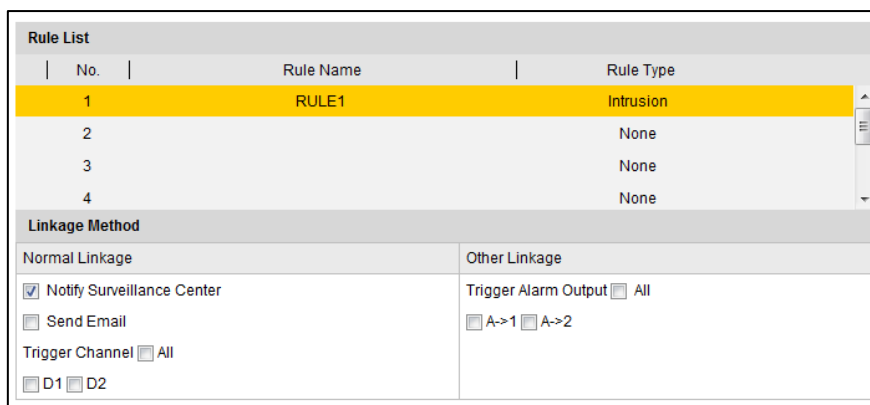 Rule List
No. Rule Name Rule Type
1 RULE1 Intrusion
2 None
3 None
4 None
Linkage Method
Normal Linkage Other Linkage
Notify Surveillance Center Trigger Alarm Output All
Send Email A->1 A->2
Trigger Channel All
D1 D2